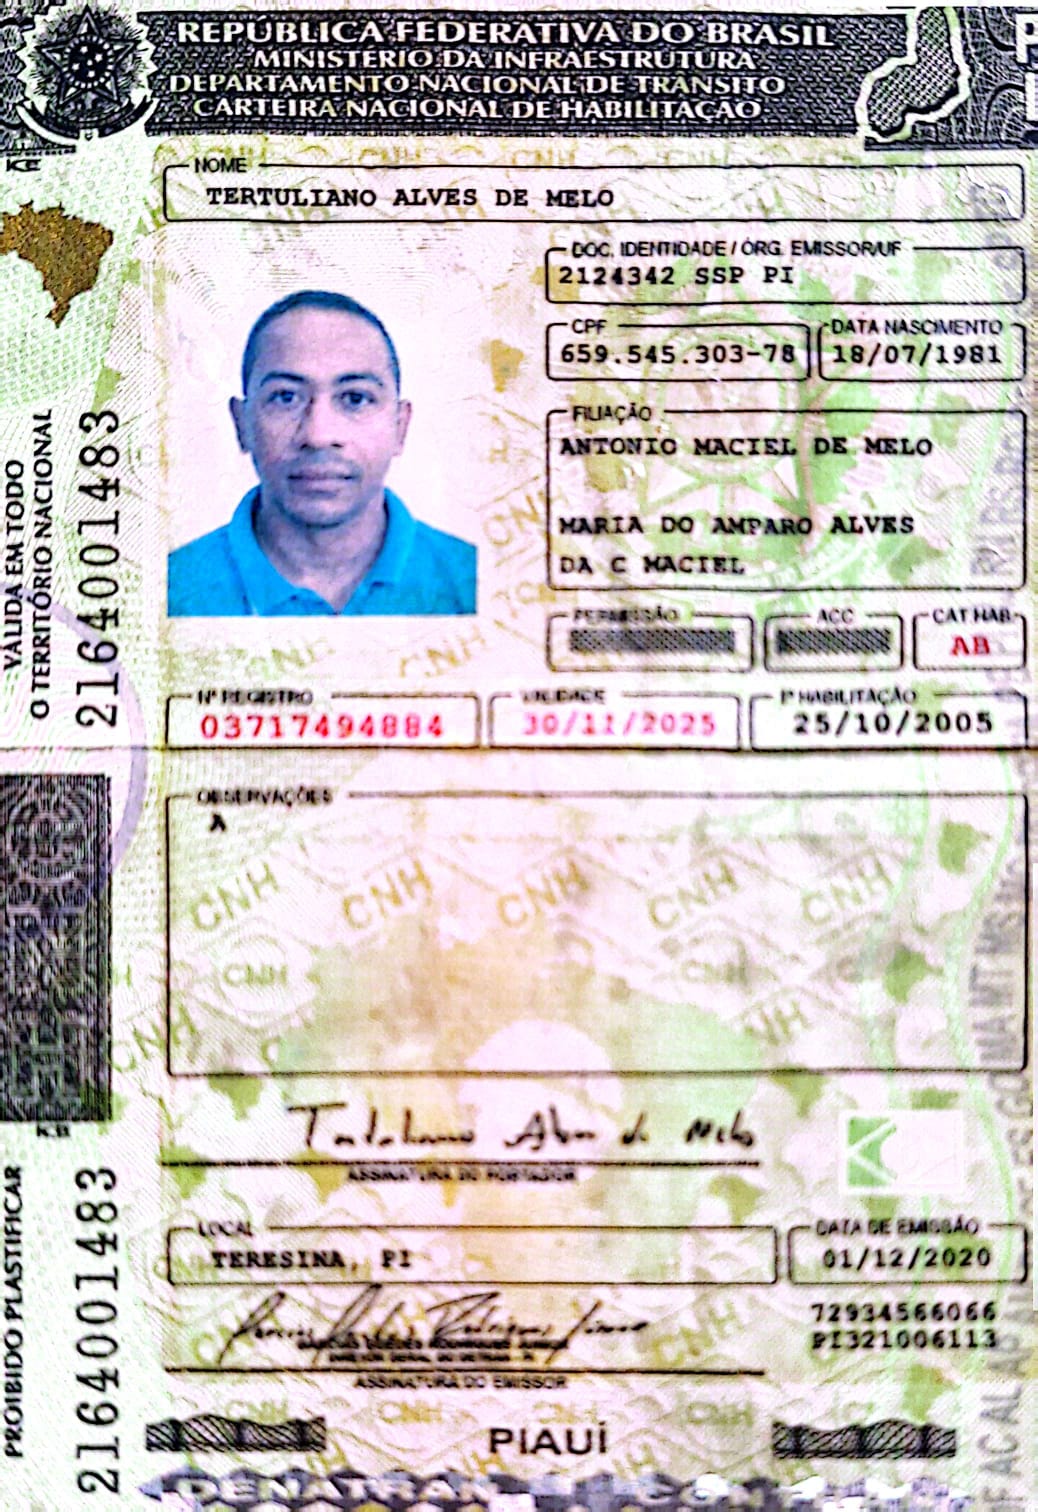 REPÚBLICA FEDERATIVA DO BRASIL
MINISTÉRIO DA INFRAESTRUTURA
DEPARTAMENTO NACIONAL DE TRÂNSITO
CARTEIRA NACIONAL DE HABILITAÇÃO
NOME
TERTULIANO ALVES DE MELO
DOC. IDENTIDADE / ÓRG. EMISSOR/UF
2124342 SSP PI
CPF
659.545.303-78
DATA NASCIMENTO
18/07/1981
FILIAÇÃO
ANTONIO MACIEL DE MELO
MARIA DO AMPARO ALVES
DA C MACIEL
PERMISSÃO
ACC
CAT HAB
AB
Nº REGISTRO
03717494884
VALIDADE
30/11/2025
1ª HABILITAÇÃO
25/10/2005
VÁLIDA EM TODO
O TERRITÓRIO NACIONAL
2164001483
OBSERVAÇÕES
A
CNH CNH CNH CNH CNH
Tertuliano Alves de Melo
ASSINATURA DO PORTADOR
LOCAL
TERESINA, PI
DATA DE EMISSÃO
01/12/2020
72934566066
PI321006113
ASSINATURA DO EMISSOR
PROIBIDO PLASTIFICAR
2164001483
PIAUÍ
DENATRAN